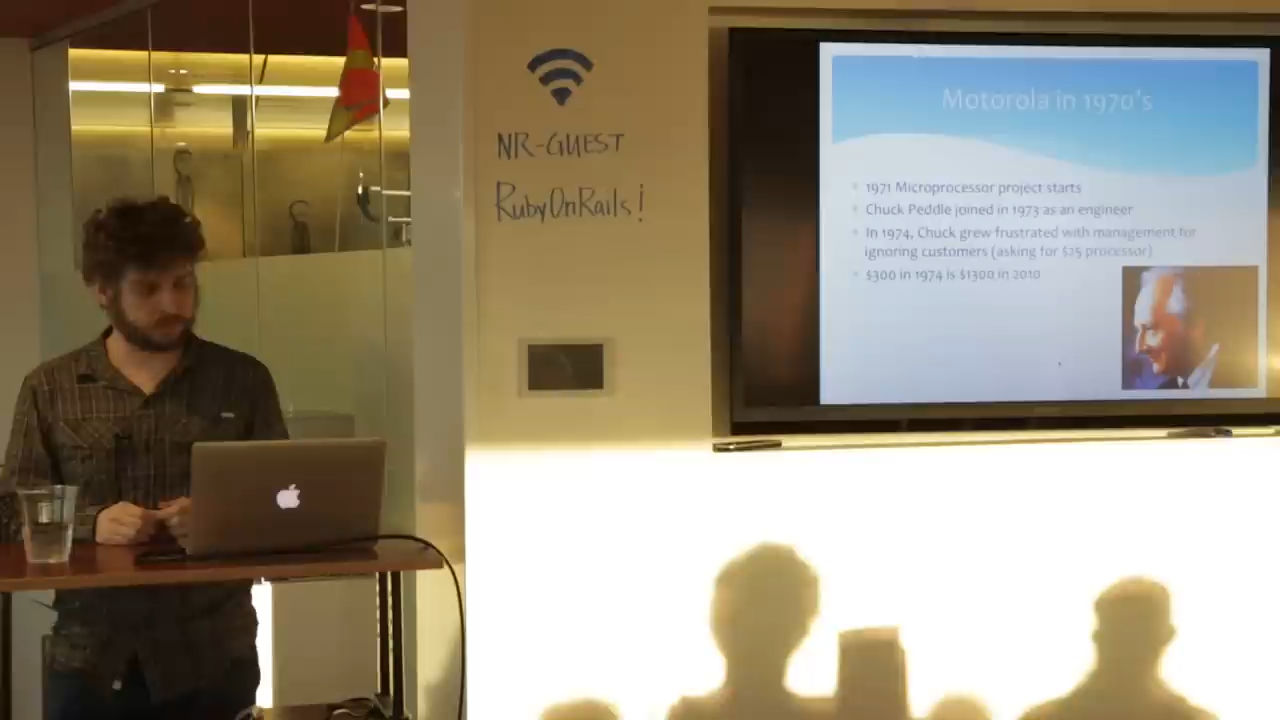 NR-GUEST
RubyOnRails!
Motorola in 1970's
1971 Microprocessor project starts
Chuck Peddle joined in 1973 as an engineer
In 1974, Chuck grew frustrated with management for
ignoring customers (asking for $25 processor)
$300 in 1974 is $1300 in 2010